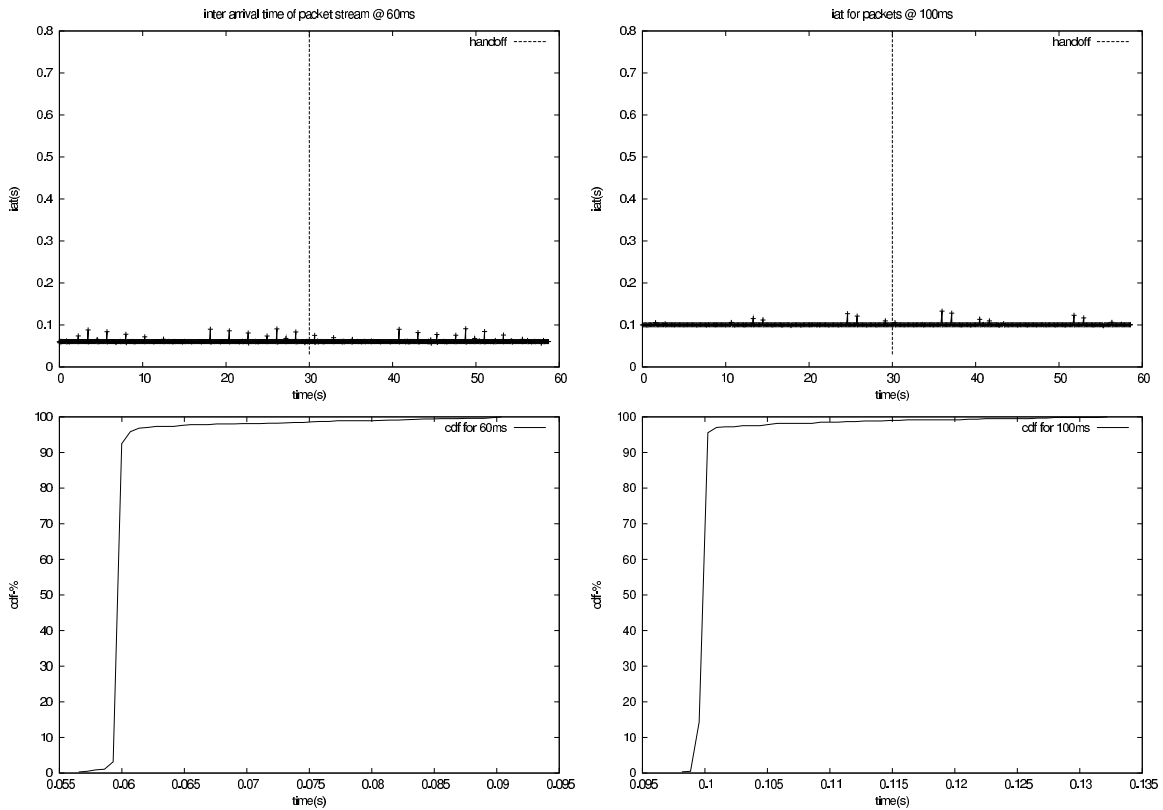 inter arrival time of packet stream @ 60ms
handoff
iat(s)
0.8
0.7
0.6
0.5
0.4
0.3
0.2
0.1
0
0 10 20 30 40 50 60
time(s)
iat for packets @ 100ms
handoff
iat(s)
0.8
0.7
0.6
0.5
0.4
0.3
0.2
0.1
0
0 10 20 30 40 50 60
time(s)
cdf for 60ms
cdf-%
100
90
80
70
60
50
40
30
20
10
0
0.055 0.06 0.065 0.07 0.075 0.08 0.085 0.09 0.095
time(s)
cdf for 100ms
cdf-%
100
90
80
70
60
50
40
30
20
10
0
0.095 0.1 0.105 0.11 0.115 0.12 0.125 0.13 0.135
time(s)